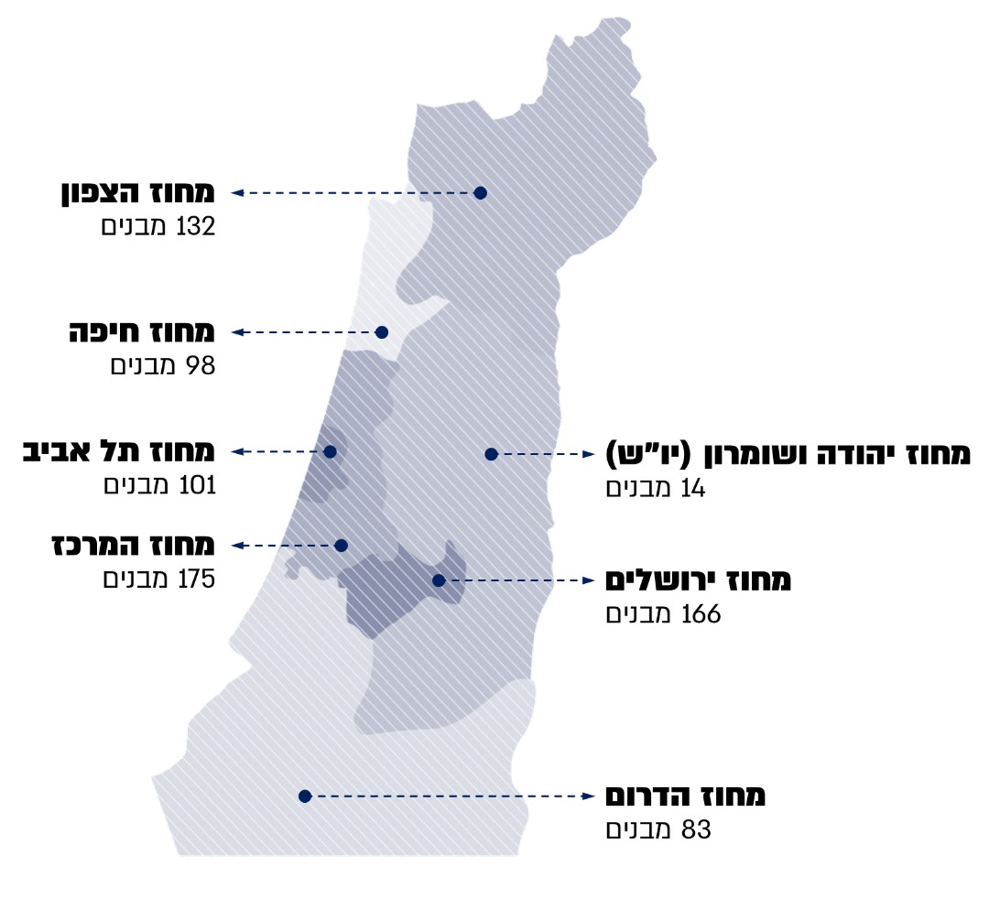 מחוז הצפון
132 מבנים
מחוז חיפה
98 מבנים
מחוז תל אביב
101 מבנים
מחוז יהודה ושומרון (יו"ש)
14 מבנים
מחוז המרכז
175 מבנים
מחוז ירושלים
166 מבנים
מחוז הדרום
83 מבנים